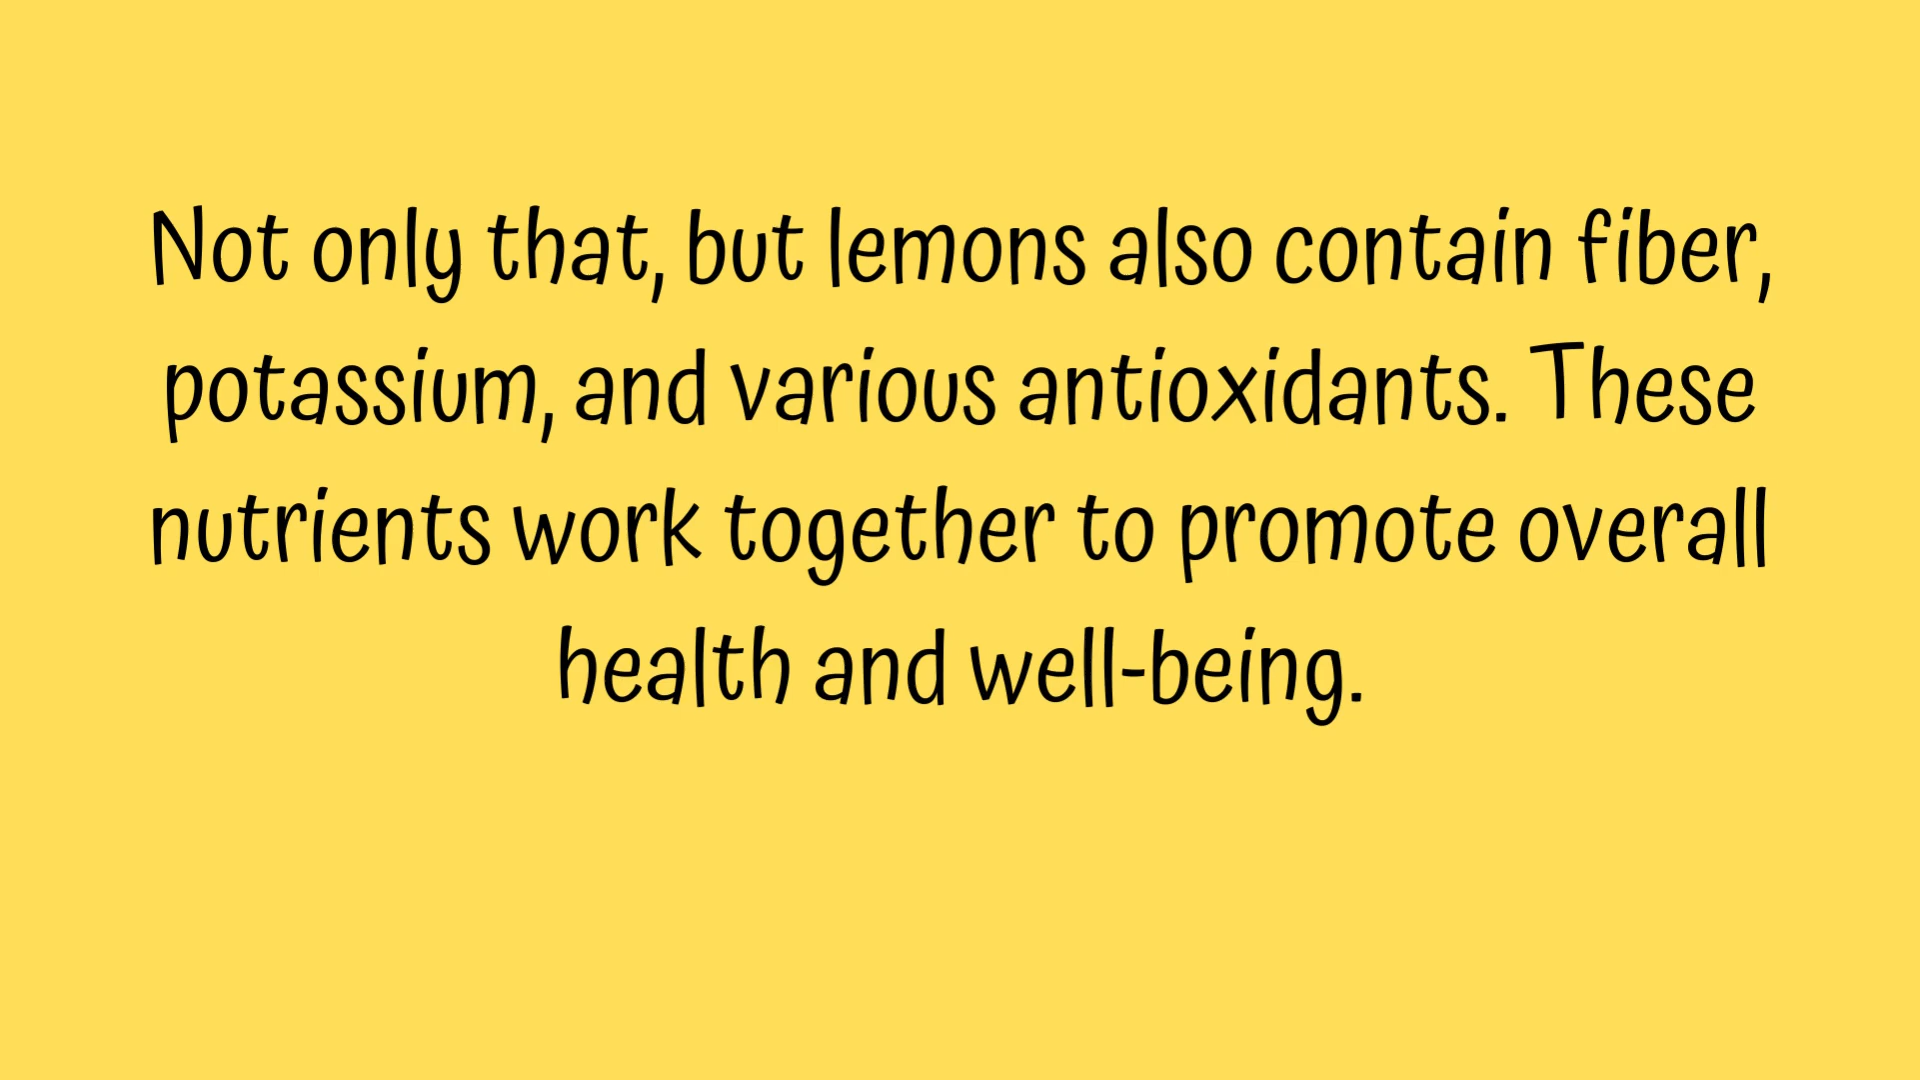 Not only that, but lemons also contain fiber,
potassium, and various antioxidants. These
nutrients work together to promote overall
health and well-being.